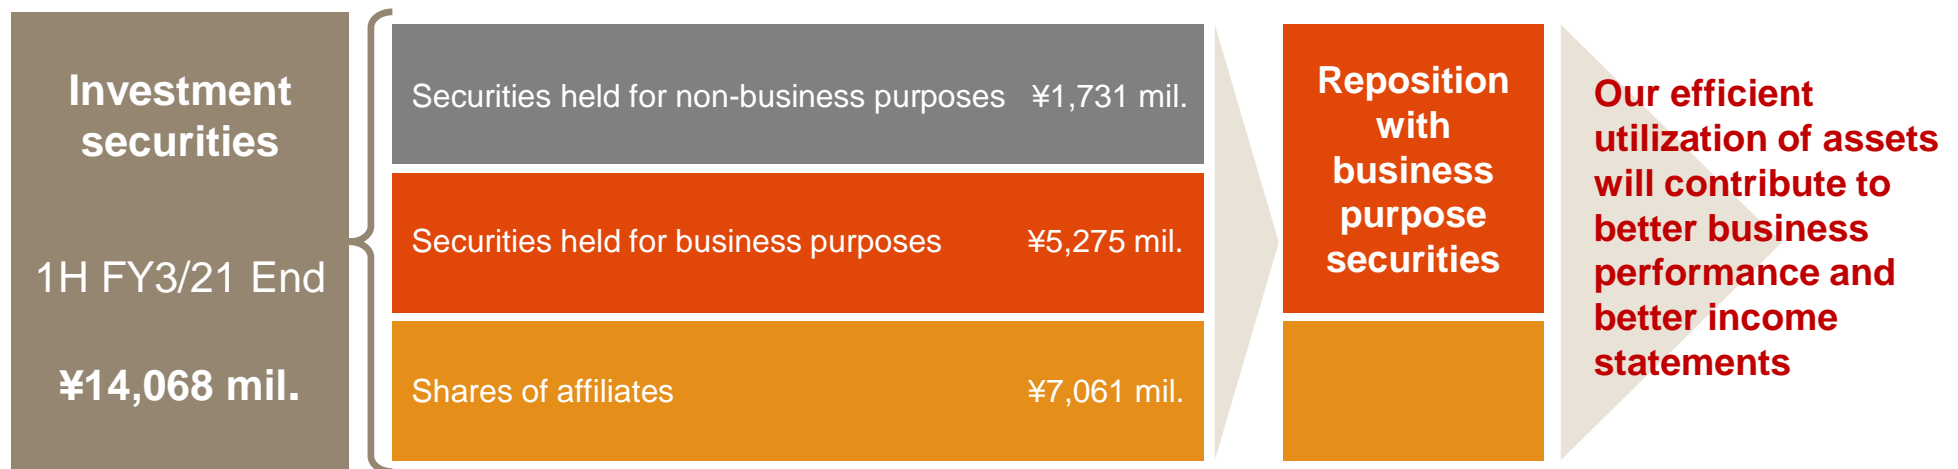 Investment
securities
1H FY3/21 End
¥14,068 mil.
Securities held for non-business purposes ¥1,731 mil.
Securities held for business purposes ¥5,275 mil.
Shares of affiliates ¥7,061 mil.
Reposition
with
business
purpose
securities
Our efficient
utilization of assets
will contribute to
better business
performance and
better income
statements